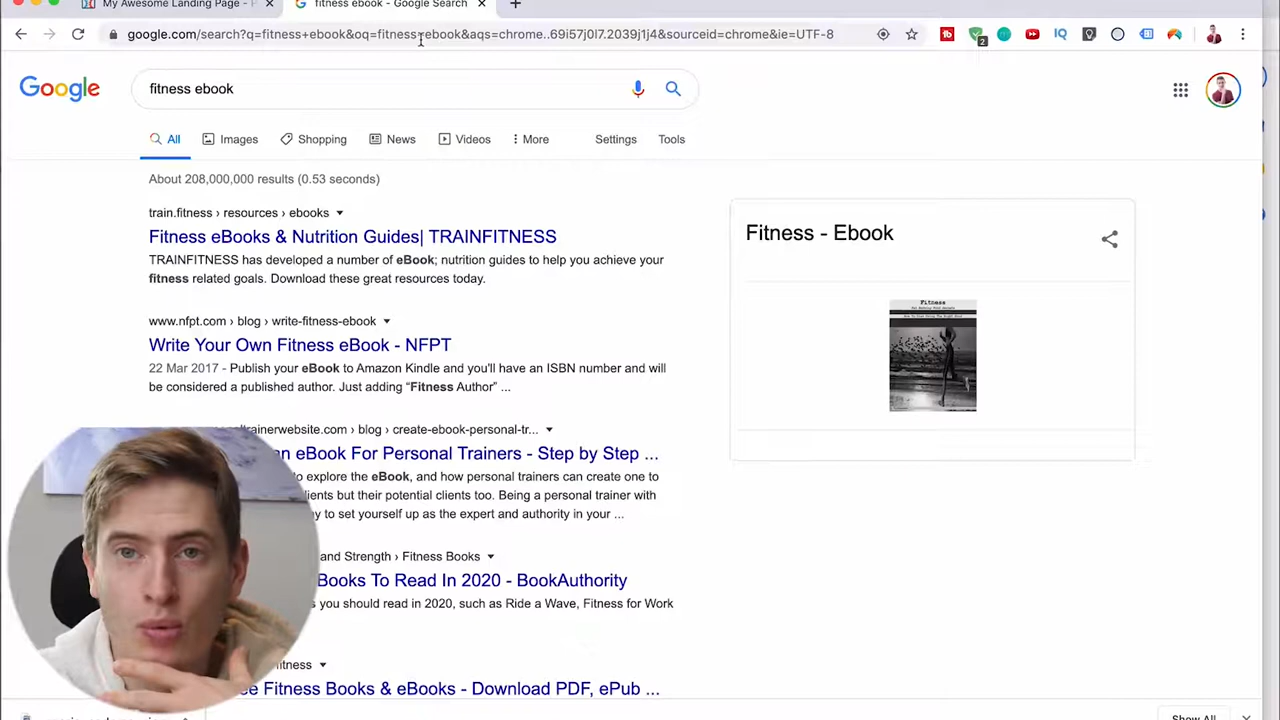 My Awesome Landing Page - P
fitness ebook - Google Search
google.com/search?q=fitness+ebook&oq=fitness+ebook&aqs=chrome..69i57j0l7.2039j1j4&sourceid=chrome&ie=UTF-8
2
Google
fitness ebook
All Images Shopping News Videos More Settings Tools
About 208,000,000 results (0.53 seconds)
train.fitness › resources › ebooks
Fitness eBooks & Nutrition Guides| TRAINFITNESS
TRAINFITNESS has developed a number of eBook; nutrition guides to help you achieve your
fitness related goals. Download these great resources today.
www.nfpt.com › blog › write-fitness-ebook
Write Your Own Fitness eBook - NFPT
22 Mar 2017 - Publish your eBook to Amazon Kindle and you'll have an ISBN number and will
be considered a published author. Just adding “Fitness Author” ...
altrainerwebsite.com › blog › create-ebook-personal-tr...
n eBook For Personal Trainers - Step by Step ...
to explore the eBook, and how personal trainers can create one to
lients but their potential clients too. Being a personal trainer with
y to set yourself up as the expert and authority in your ...
and Strength › Fitness Books
Books To Read In 2020 - BookAuthority
s you should read in 2020, such as Ride a Wave, Fitness for Work
fitness
e Fitness Books & eBooks - Download PDF, ePub ...
Fitness - Ebook
Fitness
Show All